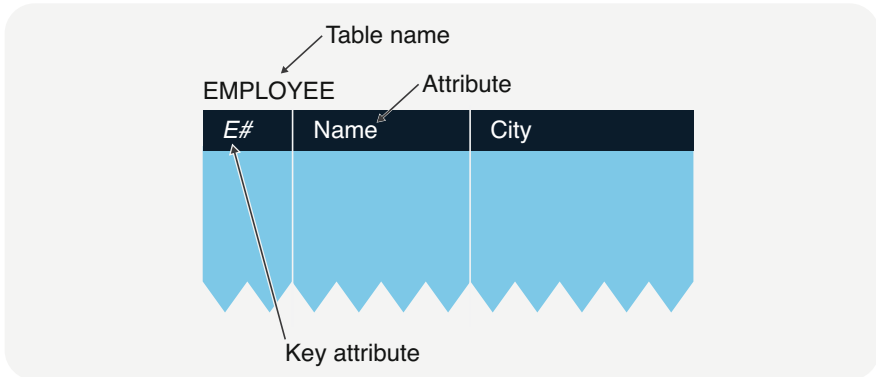 Table name
EMPLOYEE
Attribute
E# Name City
Key attribute